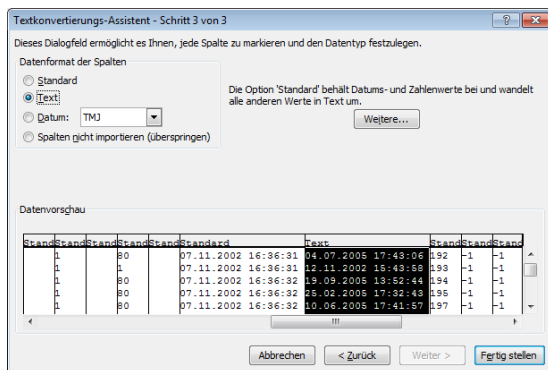 Textkonvertierungs-Assistent - Schritt 3 von 3
Dieses Dialogfeld ermöglicht es Ihnen, jede Spalte zu markieren und den Datentyp festzulegen.
Datenformat der Spalten
Standard
Text
Datum: TMJ
Spalten nicht importieren (überspringen)
Die Option 'Standard' behält Datums- und Zahlenwerte bei und wandelt
alle anderen Werte in Text um.
Weitere...
Datenvorschau
Stand Stand Stand Stand Stand Standard Text Stand Stand Stand
1 80 07.11.2002 16:36:31 04.07.2005 17:43:06 192 -1 -1
1 1 07.11.2002 16:36:31 12.11.2002 15:43:58 193 -1 -1
1 80 07.11.2002 16:36:32 19.09.2005 13:52:44 194 -1 -1
1 80 07.11.2002 16:36:32 25.02.2005 17:32:43 195 -1 -1
1 80 07.11.2002 16:36:32 10.06.2005 17:41:57 197 -1 -1
Abbrechen < Zurück Weiter > Fertig stellen